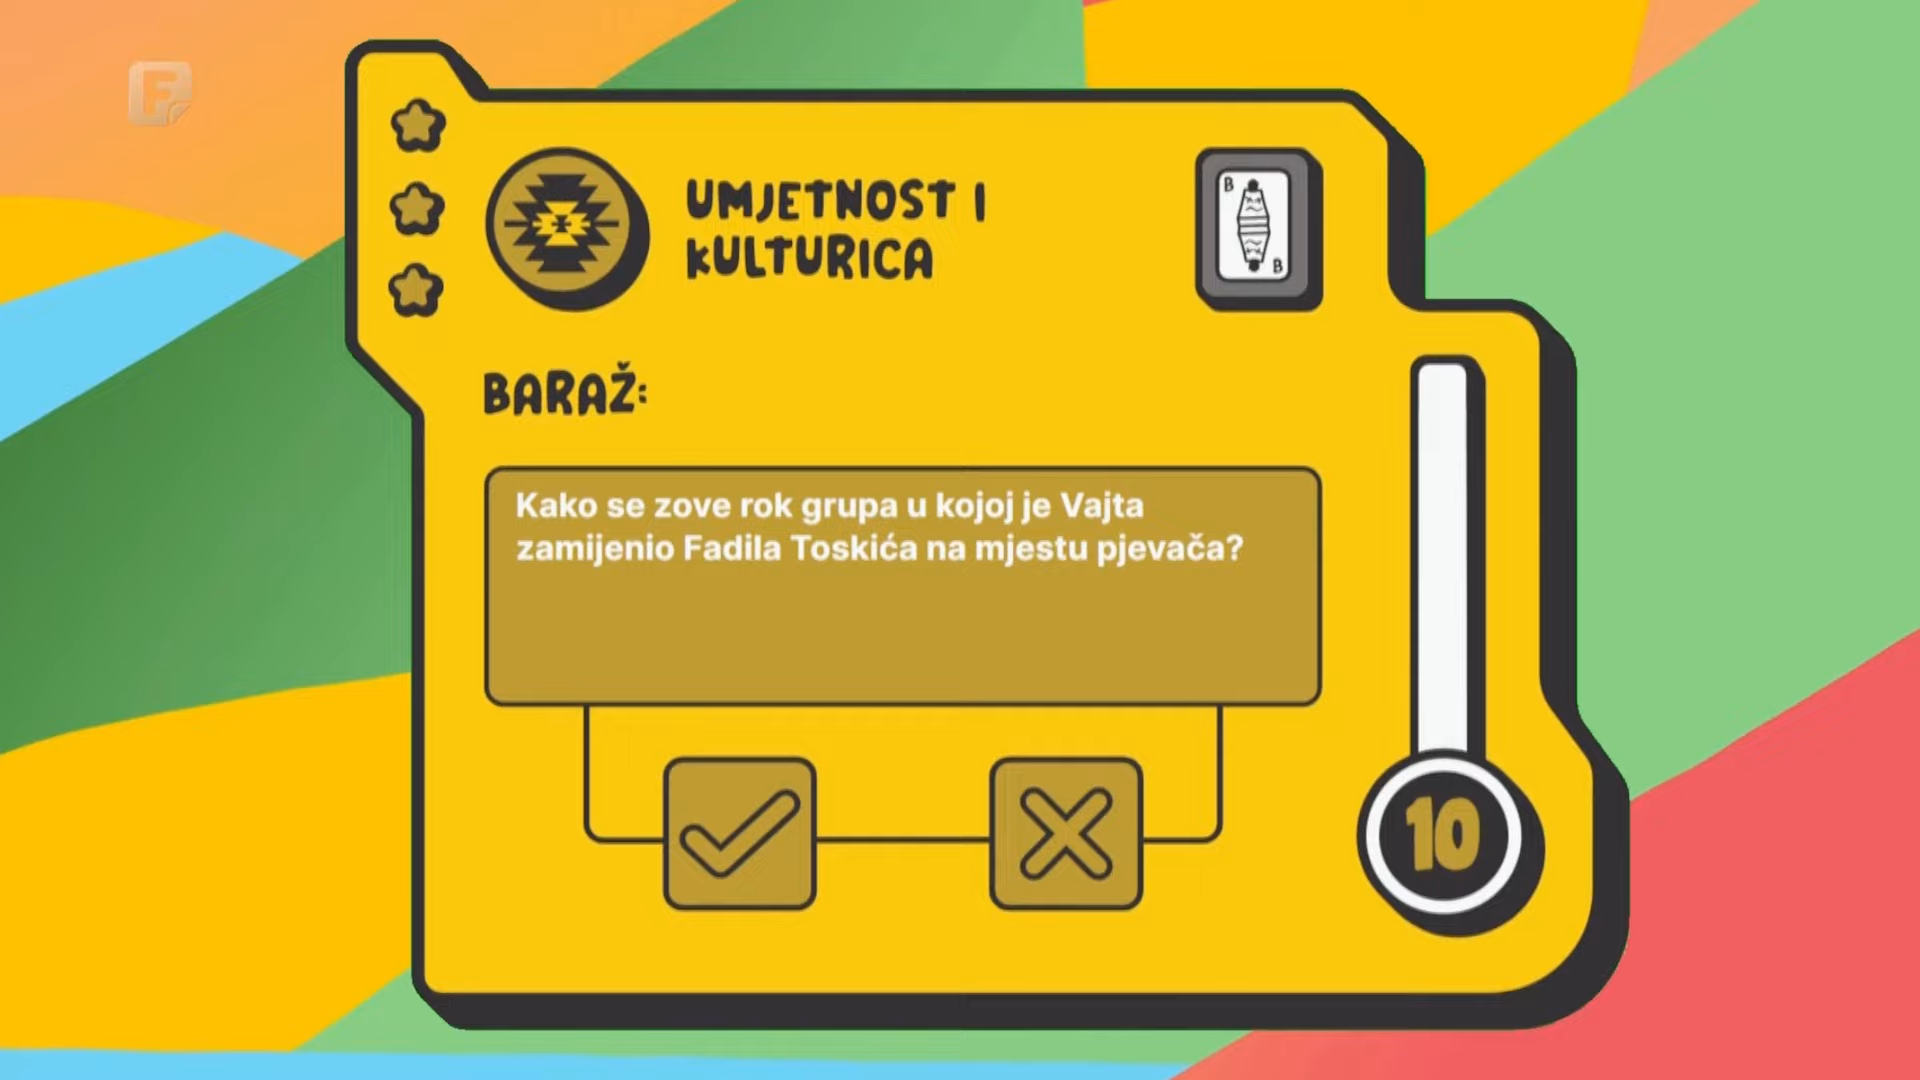 F
UMJETNOST I
KULTURICA
B
B
BARAŽ:
Kako se zove rok grupa u kojoj je Vajta
zamijenio Fadila Toskića na mjestu pjevača?
10